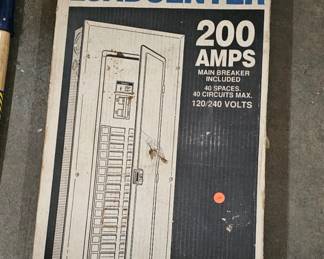 LOADCENTER
200
AMPS
MAIN BREAKER
INCLUDED
40 SPACES.
40 CIRCUITS MAX.
120/240 VOLTS